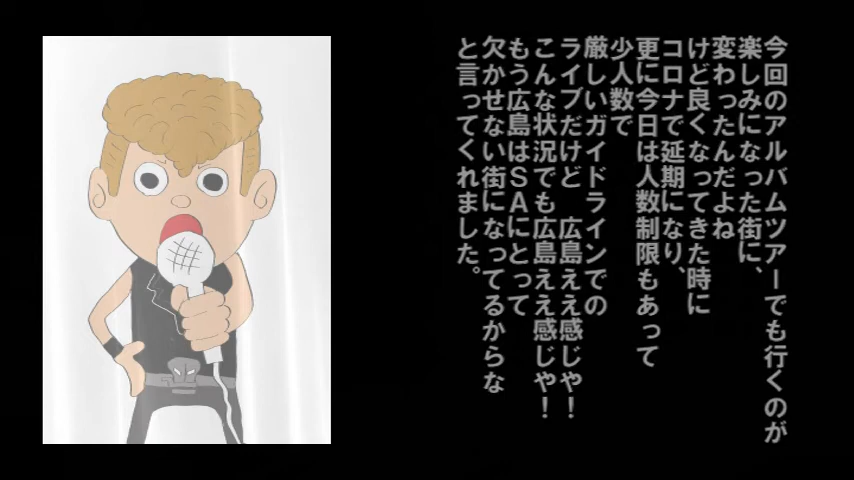 今回のアルバムツアーでも行くのが
楽しみになった街に、
変わったんだよね
けど良くなってきた時に
コロナで延期になり、
更に今日は人数制限もあって
少人数で
厳しいガイドラインでの
ライブだけど　広島ええ感じや！
こんな状況でも広島ええ感じや！
もう広島はSAにとって
欠かせない街になってるからな
と言ってくれました。